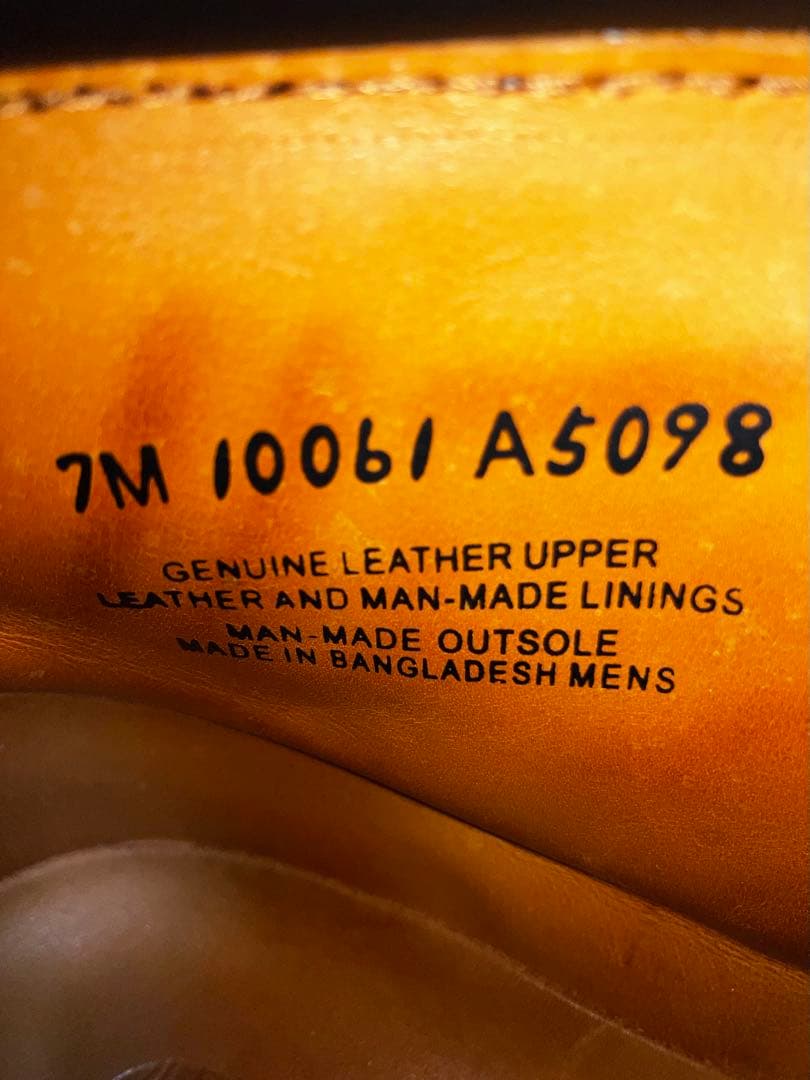 7M 10061 A5098
GENUINE LEATHER UPPER
LEATHER AND MAN-MADE LININGS
MAN-MADE OUTSOLE
MADE IN BANGLADESH MENS